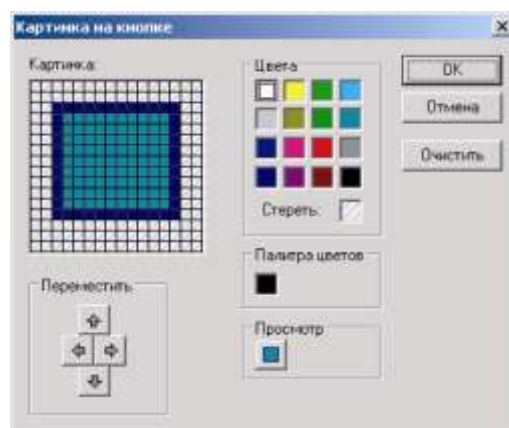 Картинка на кнопке
Картинка:
Цвета
OK
Отмена
Очистить
Стереть:
Палитра цветов
Переместить
Просмотр